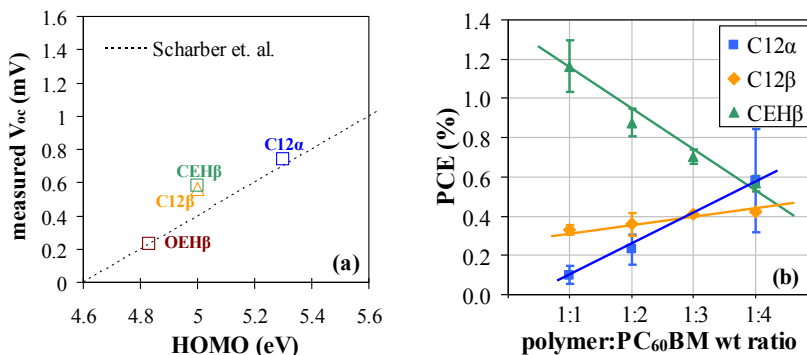 measured Voc (mV)
1.6
1.4
1.2
1
0.8
0.6
0.4
0.2
0
Scharber et. al.
C12α
CEHβ
C12β
OEHβ
(a)
4.6 4.8 5 5.2 5.4 5.6
HOMO (eV)
PCE (%)
1.4
1.2
1.0
0.8
0.6
0.4
0.2
0.0
C12α
C12β
CEHβ
(b)
1:1 1:2 1:3 1:4
polymer:PC₆₀BM wt ratio